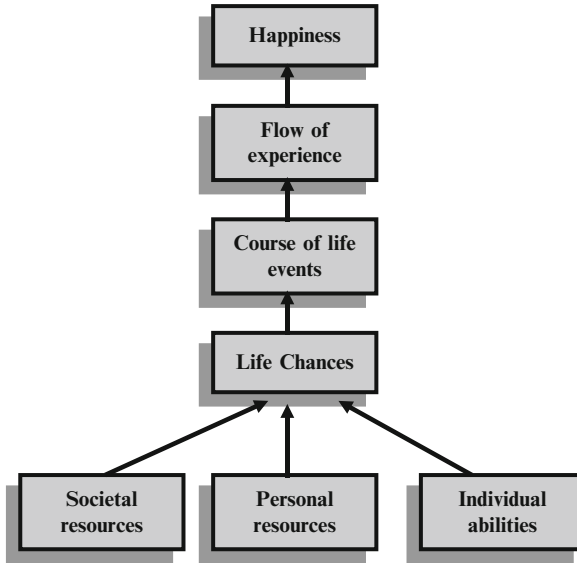 Happiness
Flow of
experience
Course of life
events
Life Chances
Societal
resources
Personal
resources
Individual
abilities